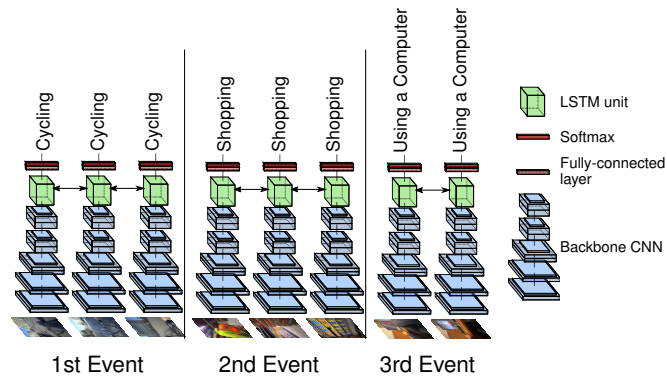 Cycling
Cycling
Cycling
Shopping
Shopping
Shopping
Using a Computer
Using a Computer
LSTM unit
Softmax
Fully-connected
layer
Backbone CNN
1st Event
2nd Event
3rd Event